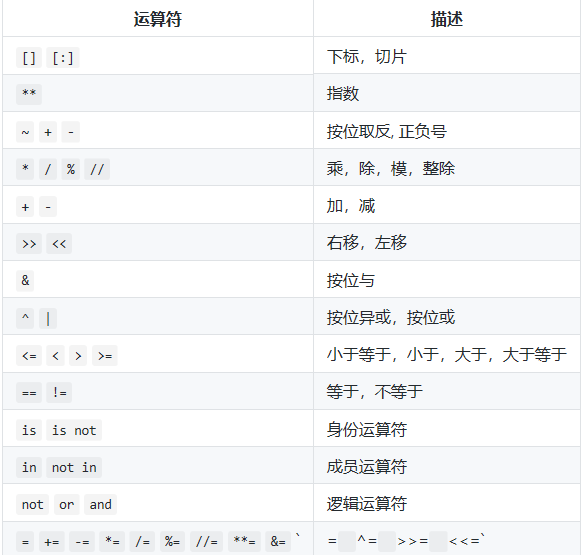 运算符 描述
[] [:] 下标，切片
** 指数
~ + - 按位取反, 正负号
* / % // 乘，除，模，整除
+ - 加，减
>> << 右移，左移
& 按位与
^ | 按位异或，按位或
<= < > >= 小于等于，小于，大于，大于等于
== != 等于，不等于
is is not 身份运算符
in not in 成员运算符
not or and 逻辑运算符
= += -= *= /= %= //= **= &= ` = ^= >>= <<=`